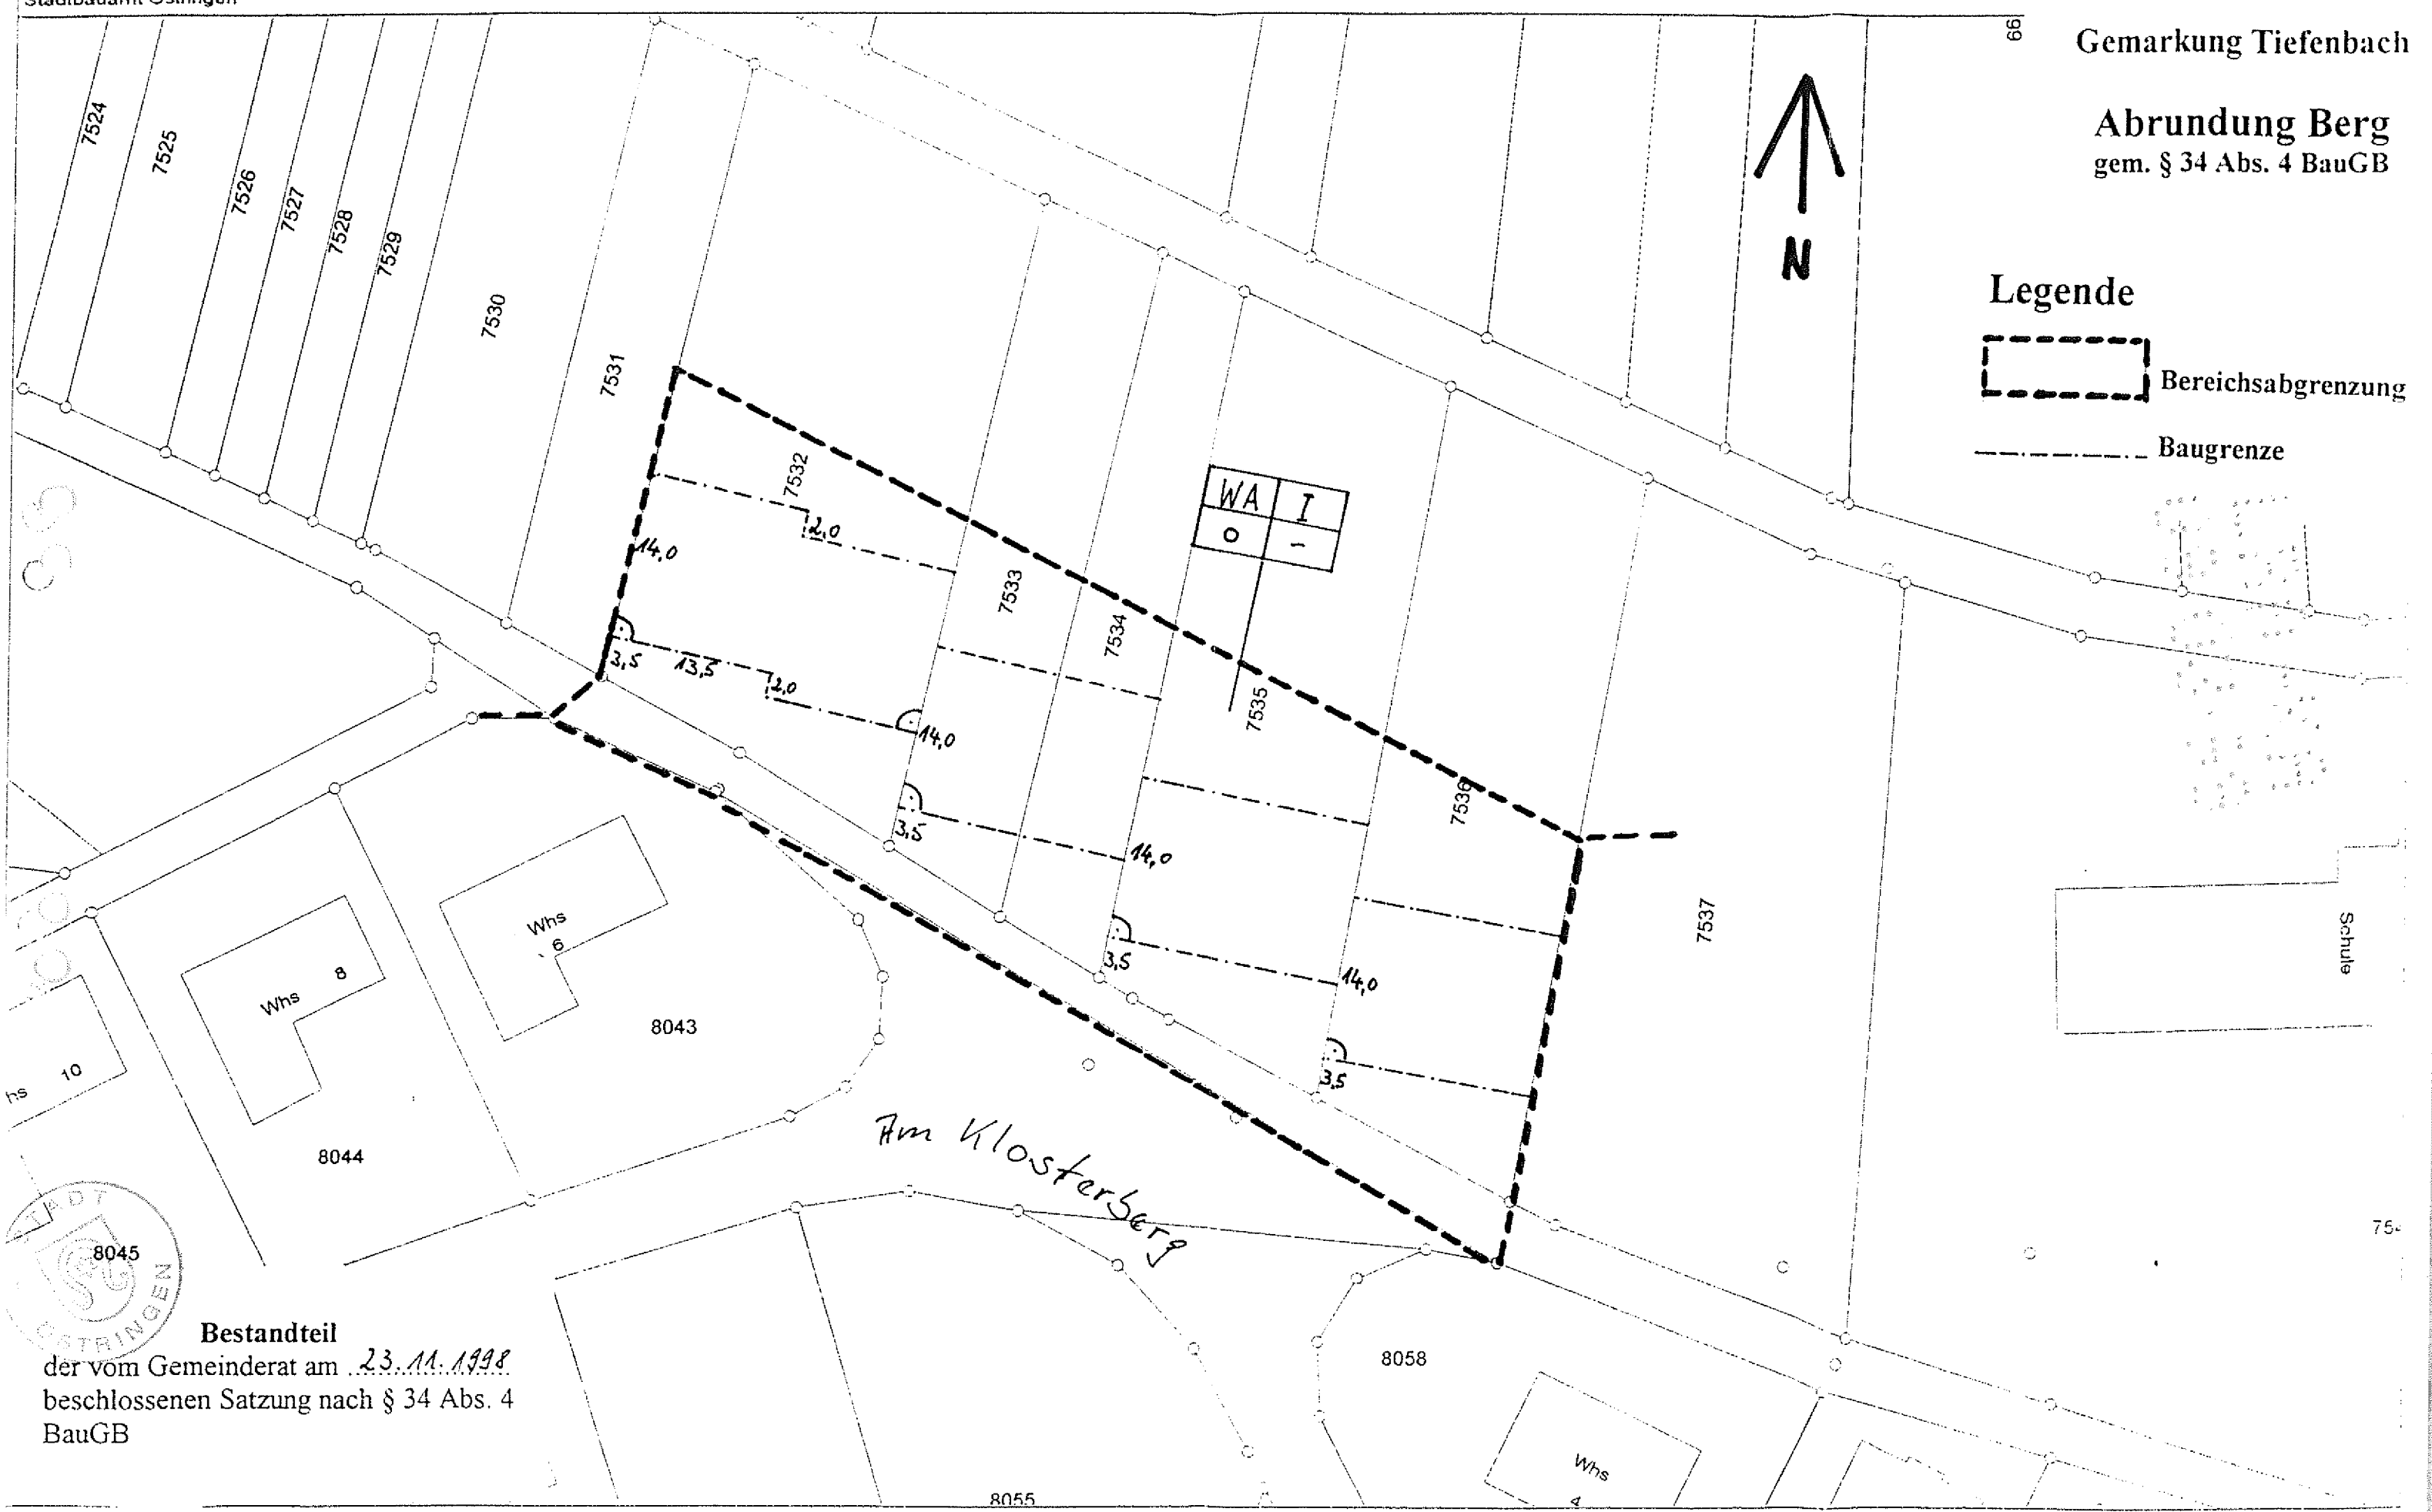 Stadtbauamt Östringen
Gemarkung Tiefenbach
Abrundung Berg
gem. § 34 Abs. 4 BauGB
N
Legende
Bereichsabgrenzung
Baugrenze
66
7524
7525
7526
7527
7528
7529
7530
7531
7532
7533
7534
7535
7536
7537
WA I
o –
2,0
14,0
3,5
13,5
2,0
14,0
3,5
14,0
3,5
14,0
3,5
Schule
Whs
6
Whs
8
hs
10
8043
8044
8045
Am Klosterberg
8058
8055
Whs
4
75
STADT
ÖSTRINGEN
Bestandteil
der vom Gemeinderat am 23.11.1998
beschlossenen Satzung nach § 34 Abs. 4
BauGB